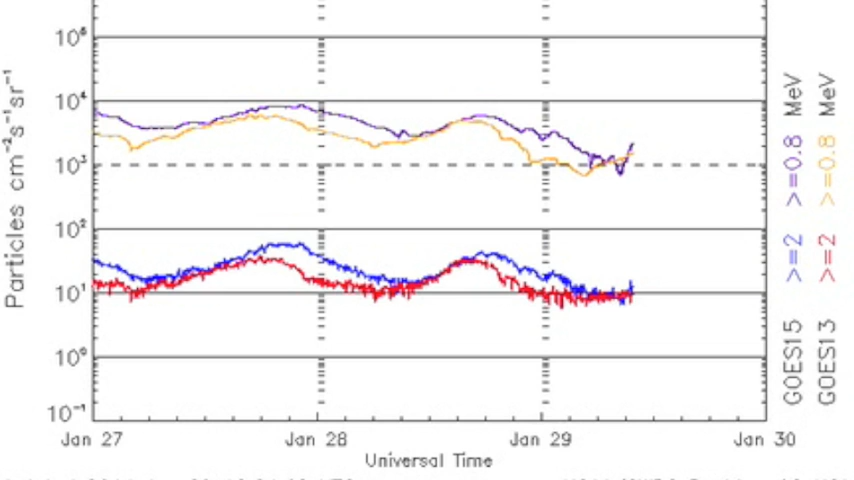 10⁵
10⁴
10³
10²
10¹
10⁰
10⁻¹
Particles cm⁻²s⁻¹sr⁻¹
Jan 27
Jan 28
Jan 29
Jan 30
Universal Time
GOES15 >=2 >=0.8 MeV
GOES13 >=2 >=0.8 MeV